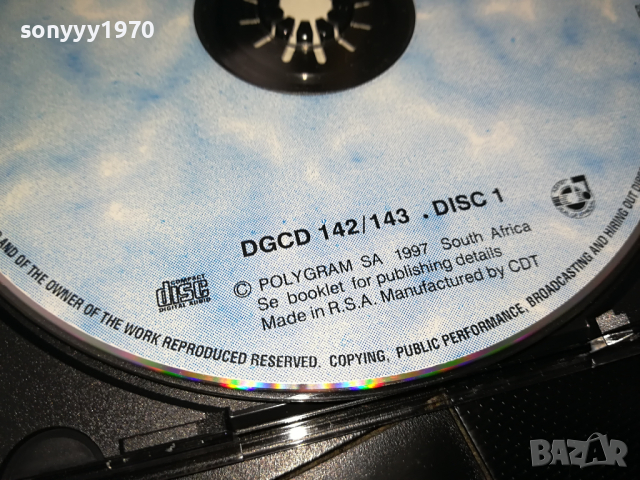 sonyyy1970
DGCD 142/143 . DISC 1
COMPACT
disc
DIGITAL AUDIO
© POLYGRAM SA 1997 South Africa
Se booklet for publishing details
Made in R.S.A. Manufactured by CDT
AND OF THE OWNER OF THE WORK REPRODUCED RESERVED. COPYING, PUBLIC PERFORMANCE, BROADCASTING AND HIRING OUT
BAZAR